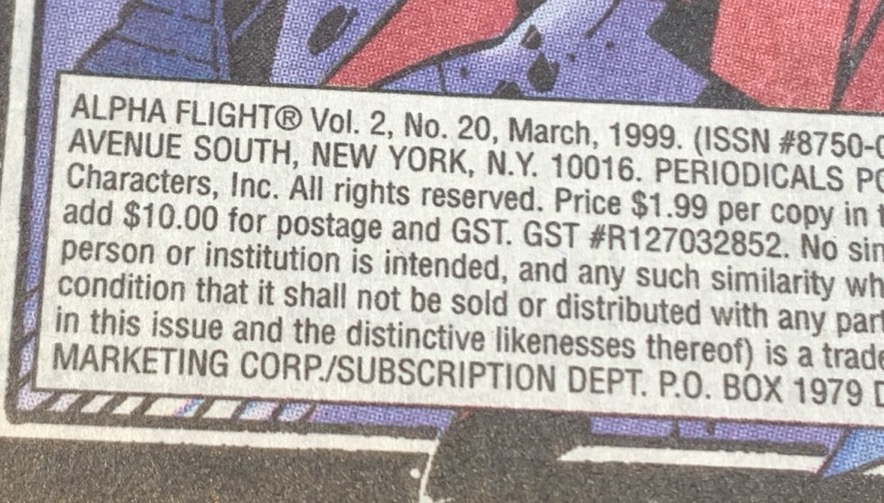 ALPHA FLIGHT® Vol. 2, No. 20, March, 1999. (ISSN #8750-
AVENUE SOUTH, NEW YORK, N.Y. 10016. PERIODICALS
Characters, Inc. All rights reserved. Price $1.99 per copy in
add $10.00 for postage and GST. GST #R127032852. No
person or institution is intended, and any such similarity
condition that it shall not be sold or distributed with any
in this issue and the distinctive likenesses thereof) is a
MARKETING CORP./SUBSCRIPTION DEPT. P.O. BOX 1979